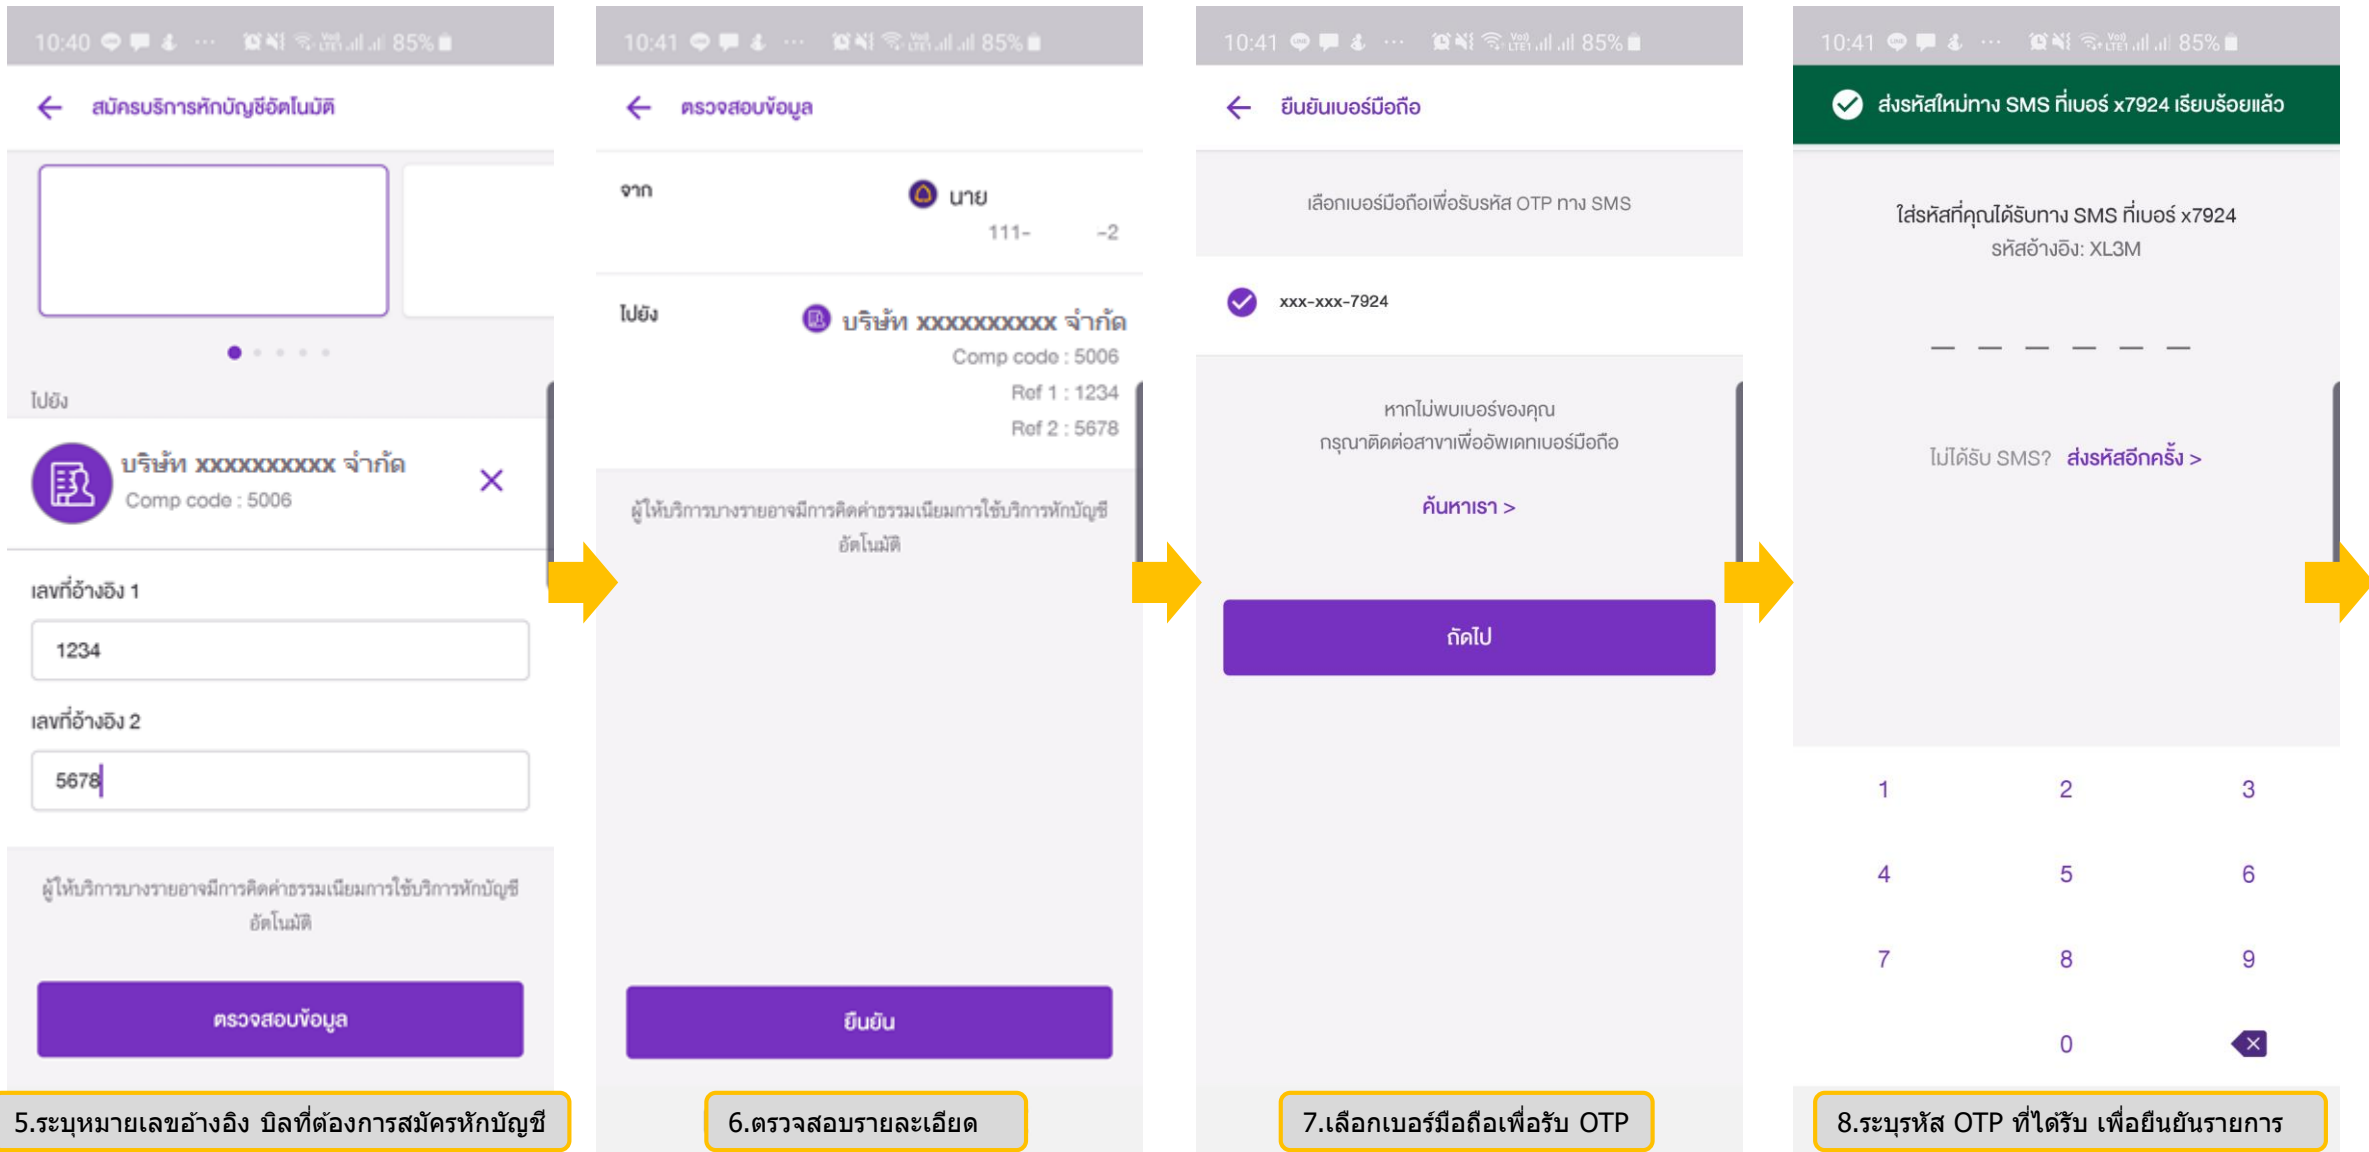 10:40 85%
สมัครบริการหักบัญชีอัตโนมัติ
ไปยัง
บริษัท xxxxxxxxxx จำกัด
Comp code : 5006
เลขที่อ้างอิง 1
1234
เลขที่อ้างอิง 2
5678
ผู้ให้บริการบางรายอาจมีการคิดค่าธรรมเนียมการใช้บริการหักบัญชี
อัตโนมัติ
ตรวจสอบข้อมูล
5.ระบุหมายเลขอ้างอิง บิลที่ต้องการสมัครหักบัญชี
10:41 85%
ตรวจสอบข้อมูล
จาก
นาย
111- -2
ไปยัง
บริษัท xxxxxxxxxx จำกัด
Comp code : 5006
Ref 1 : 1234
Ref 2 : 5678
ผู้ให้บริการบางรายอาจมีการคิดค่าธรรมเนียมการใช้บริการหักบัญชี
อัตโนมัติ
ยืนยัน
6.ตรวจสอบรายละเอียด
10:41 85%
ยืนยันเบอร์มือถือ
เลือกเบอร์มือถือเพื่อรับรหัส OTP ทาง SMS
xxx-xxx-7924
หากไม่พบเบอร์ของคุณ
กรุณาติดต่อสาขาเพื่ออัพเดทเบอร์มือถือ
ค้นหาเรา >
ถัดไป
7.เลือกเบอร์มือถือเพื่อรับ OTP
10:41 85%
ส่งรหัสใหม่ทาง SMS ที่เบอร์ x7924 เรียบร้อยแล้ว
ใส่รหัสที่คุณได้รับทาง SMS ที่เบอร์ x7924
รหัสอ้างอิง: XL3M
ไม่ได้รับ SMS? ส่งรหัสอีกครั้ง >
1 2 3
4 5 6
7 8 9
0
8.ระบุรหัส OTP ที่ได้รับ เพื่อยืนยันรายการ